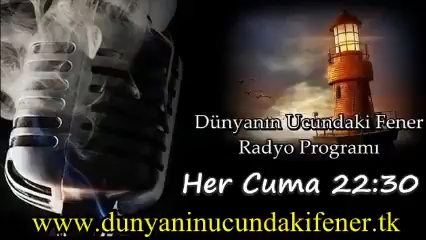 Dünyanın Ucundaki Fener
Radyo Programı
Her Cuma 22:30
www.dunyaninucundakifener.tk